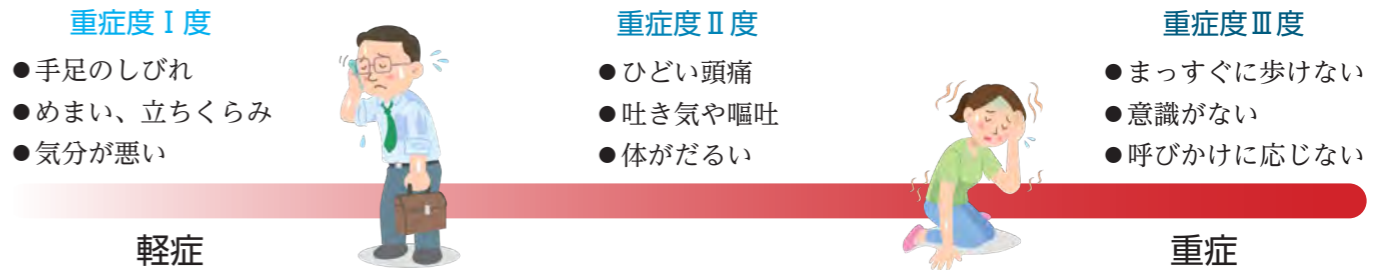 重症度Ⅰ度
●手足のしびれ
●めまい、立ちくらみ
●気分が悪い
重症度Ⅱ度
●ひどい頭痛
●吐き気や嘔吐
●体がだるい
重症度Ⅲ度
●まっすぐに歩けない
●意識がない
●呼びかけに応じない
軽症
重症